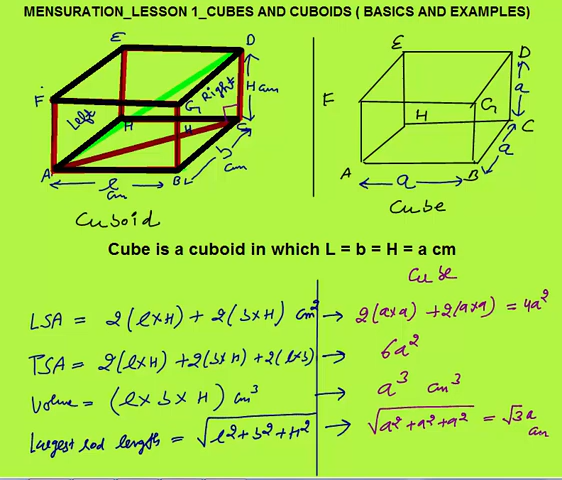 MENSURATION_LESSON 1_CUBES AND CUBOIDS ( BASICS AND EXAMPLES)
E
D
F
G
H cm
Left
Right
H
H
C
A
B
l
cm
b
cm
Cuboid
E
D
F
G
H
a
C
A
B
a
a
Cube
Cube is a cuboid in which L = b = H = a cm
Cube
LSA = 2(l×H) + 2(b×H) cm² → 2(a×a) + 2(a×a) = 4a²
TSA = 2(l×H) + 2(b×H) + 2(l×b) → 6a²
Volume = (l × b × H) cm³ → a³ cm³
Largest rod length = √l²+b²+H² → √a²+a²+a² = √3 a
cm